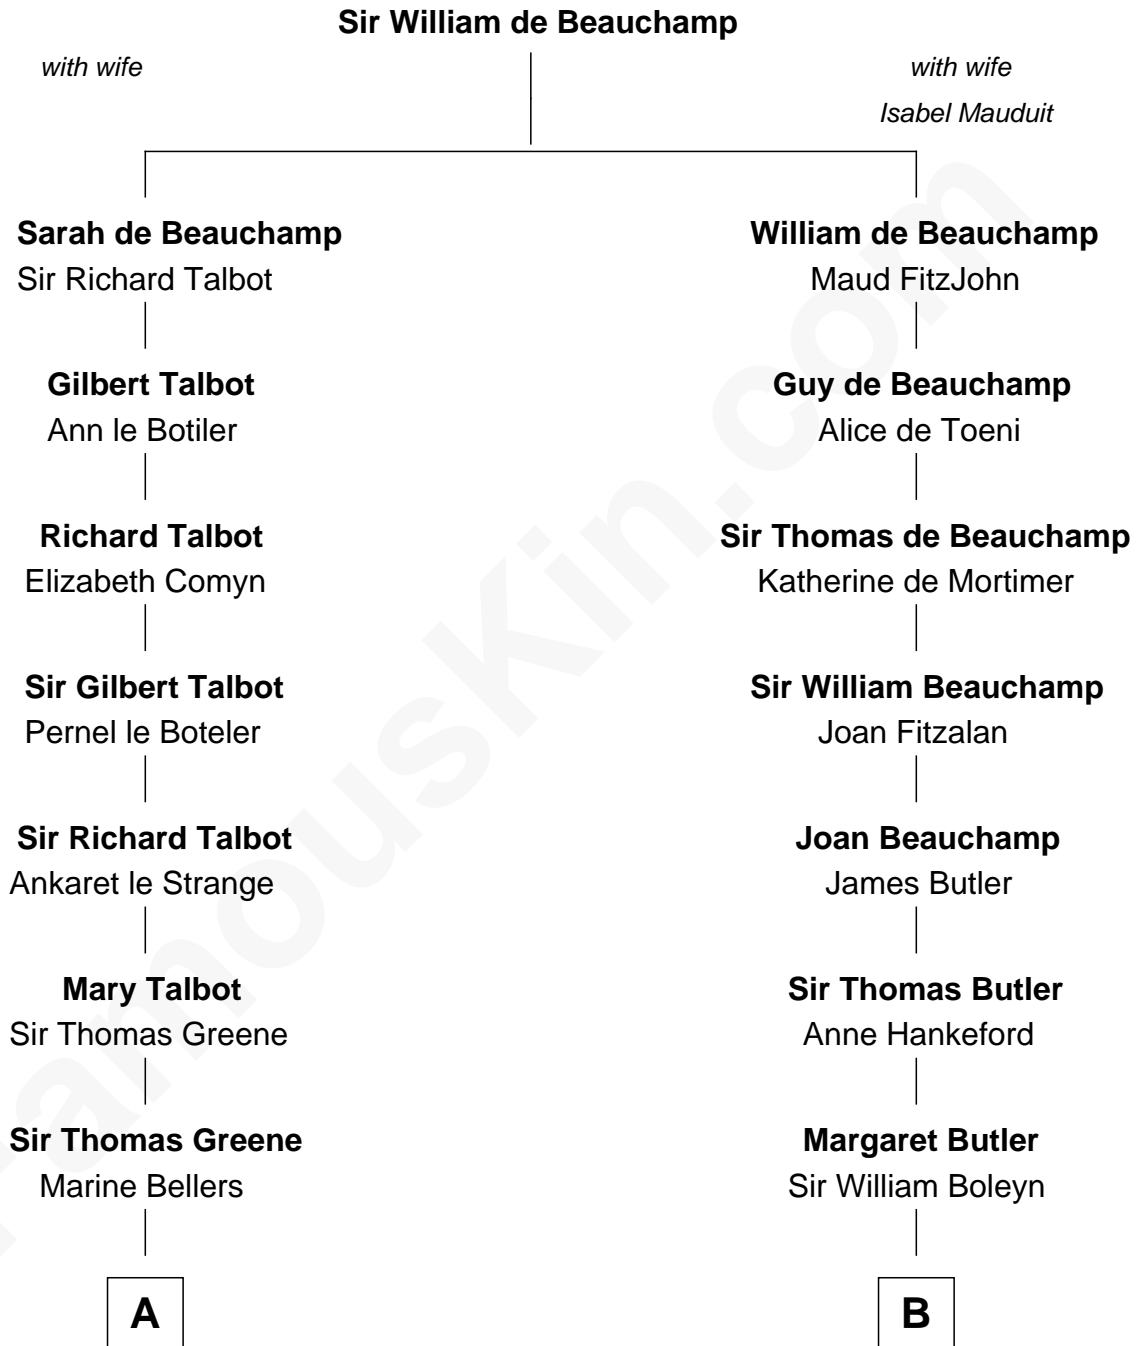 Sir William de Beauchamp
with wife
with wife
Isabel Mauduit
Sarah de Beauchamp
Sir Richard Talbot
William de Beauchamp
Maud FitzJohn
Gilbert Talbot
Ann le Botiler
Guy de Beauchamp
Alice de Toeni
Richard Talbot
Elizabeth Comyn
Sir Thomas de Beauchamp
Katherine de Mortimer
Sir Gilbert Talbot
Pernel le Boteler
Sir William Beauchamp
Joan Fitzalan
Sir Richard Talbot
Ankaret le Strange
Joan Beauchamp
James Butler
Mary Talbot
Sir Thomas Greene
Sir Thomas Butler
Anne Hankeford
Sir Thomas Greene
Marine Bellers
Margaret Butler
Sir William Boleyn
A
B
FamousKin.com